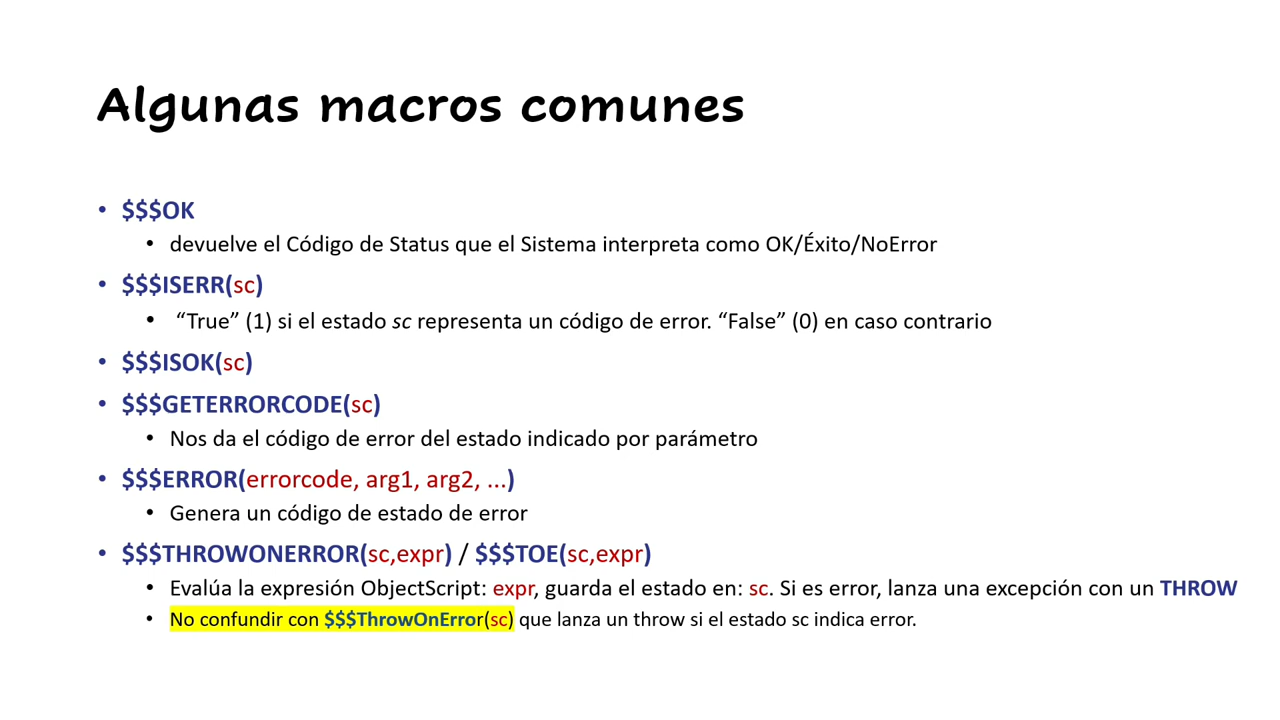 Algunas macros comunes
• $$$OK
• devuelve el Código de Status que el Sistema interpreta como OK/Éxito/NoError
• $$$ISERR(sc)
• “True” (1) si el estado sc representa un código de error. “False” (0) en caso contrario
• $$$ISOK(sc)
• $$$GETERRORCODE(sc)
• Nos da el código de error del estado indicado por parámetro
• $$$ERROR(errorcode, arg1, arg2, ...)
• Genera un código de estado de error
• $$$THROWONERROR(sc,expr) / $$$TOE(sc,expr)
• Evalúa la expresión ObjectScript: expr, guarda el estado en: sc. Si es error, lanza una excepción con un THROW
• No confundir con $$$ThrowOnError(sc) que lanza un throw si el estado sc indica error.